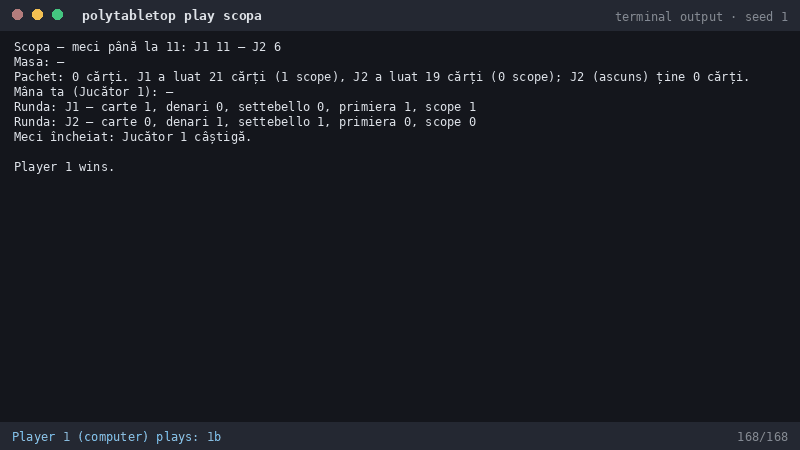 polytabletop play scopa
terminal output · seed 1
Scopa — meci până la 11: J1 11 — J2 6
Masa: —
Pachet: 0 cărți. J1 a luat 21 cărți (1 scope), J2 a luat 19 cărți (0 scope); J2 (ascuns) ține 0 cărți.
Mâna ta (Jucător 1): —
Runda: J1 — carte 1, denari 0, settebello 0, primiera 1, scope 1
Runda: J2 — carte 0, denari 1, settebello 1, primiera 0, scope 0
Meci încheiat: Jucător 1 câștigă.
Player 1 wins.
Player 1 (computer) plays: 1b
168/168